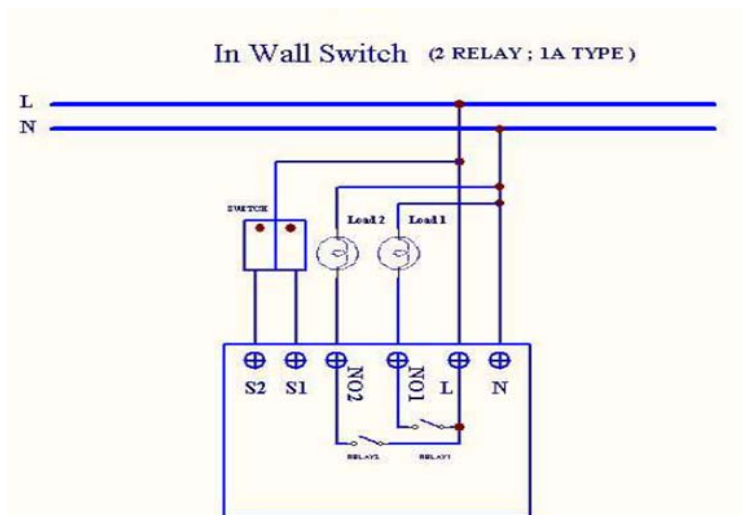 In Wall Switch (2 RELAY ; 1A TYPE )
L
N
SWITCH
Load 2
Load 1
S2
S1
NO2
NO1
L
N
RELAY2
RELAY1